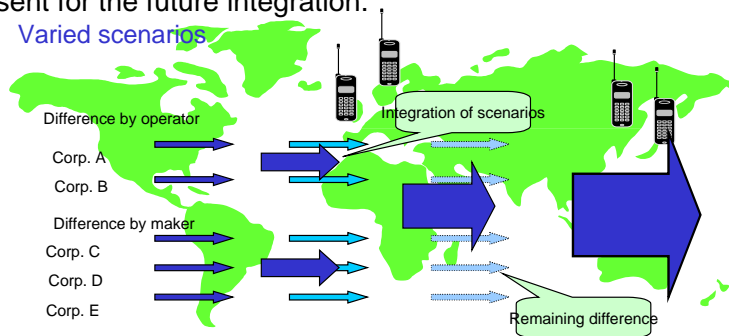 sent for the future integration.
Varied scenarios
Integration of scenarios
Difference by operator
Corp. A
Corp. B
Difference by maker
Corp. C
Corp. D
Corp. E
Remaining difference